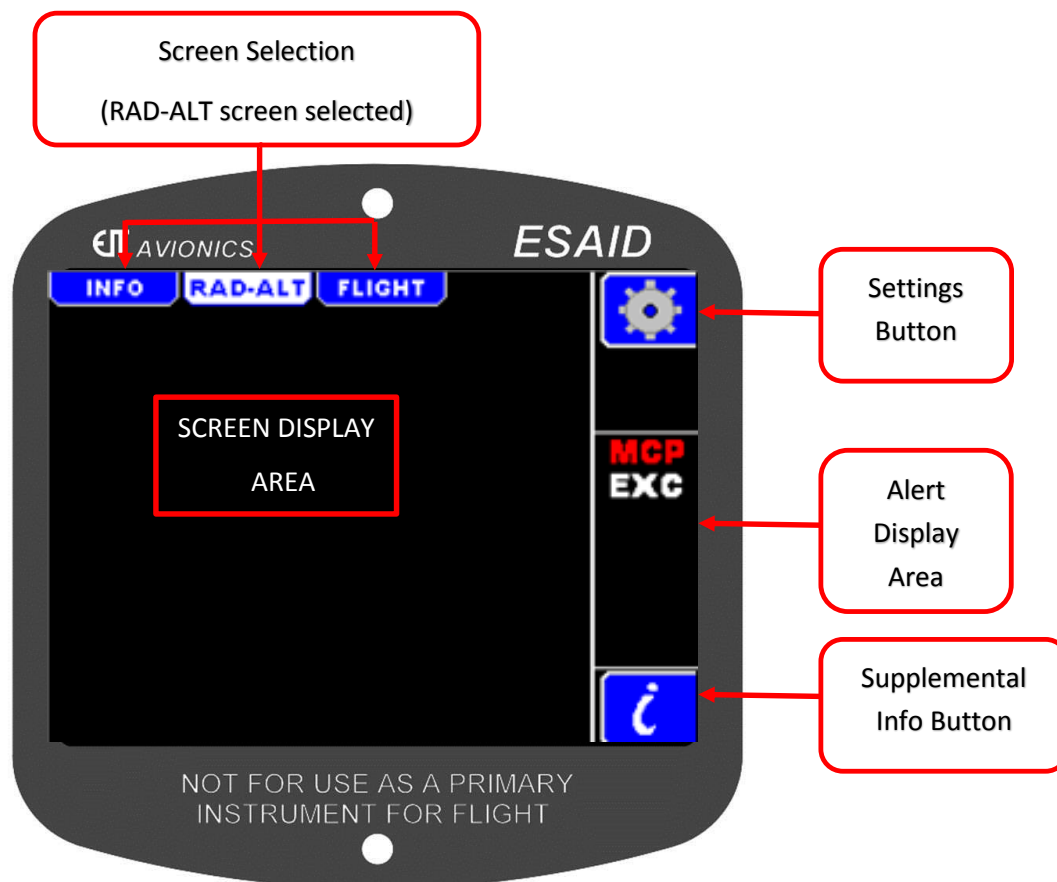 Screen Selection
(RAD-ALT screen selected)
EM AVIONICS
ESAID
INFO
RAD-ALT
FLIGHT
Settings
Button
SCREEN DISPLAY
AREA
MCP
EXC
Alert
Display
Area
i
Supplemental
Info Button
NOT FOR USE AS A PRIMARY
INSTRUMENT FOR FLIGHT